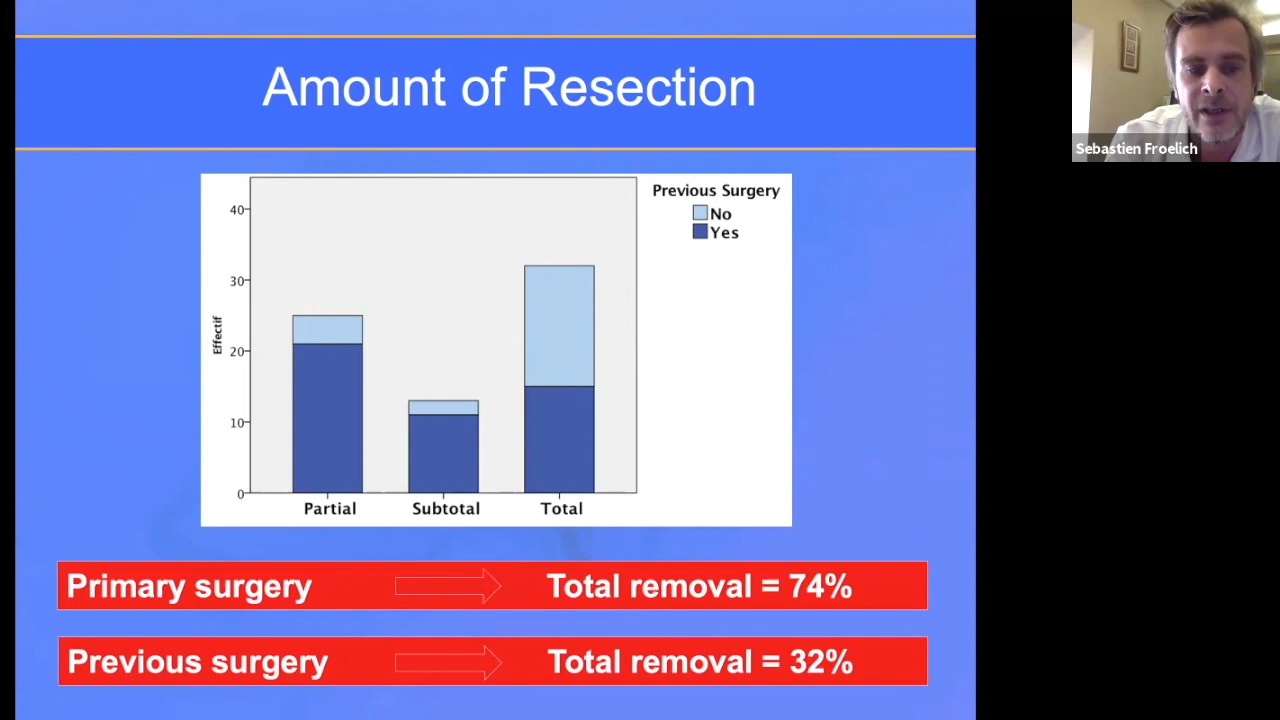 Amount of Resection
Previous Surgery
No
Yes
40
30
20
10
0
Effectif
Partial Subtotal Total
Primary surgery Total removal = 74%
Previous surgery Total removal = 32%
Sebastien Froelich